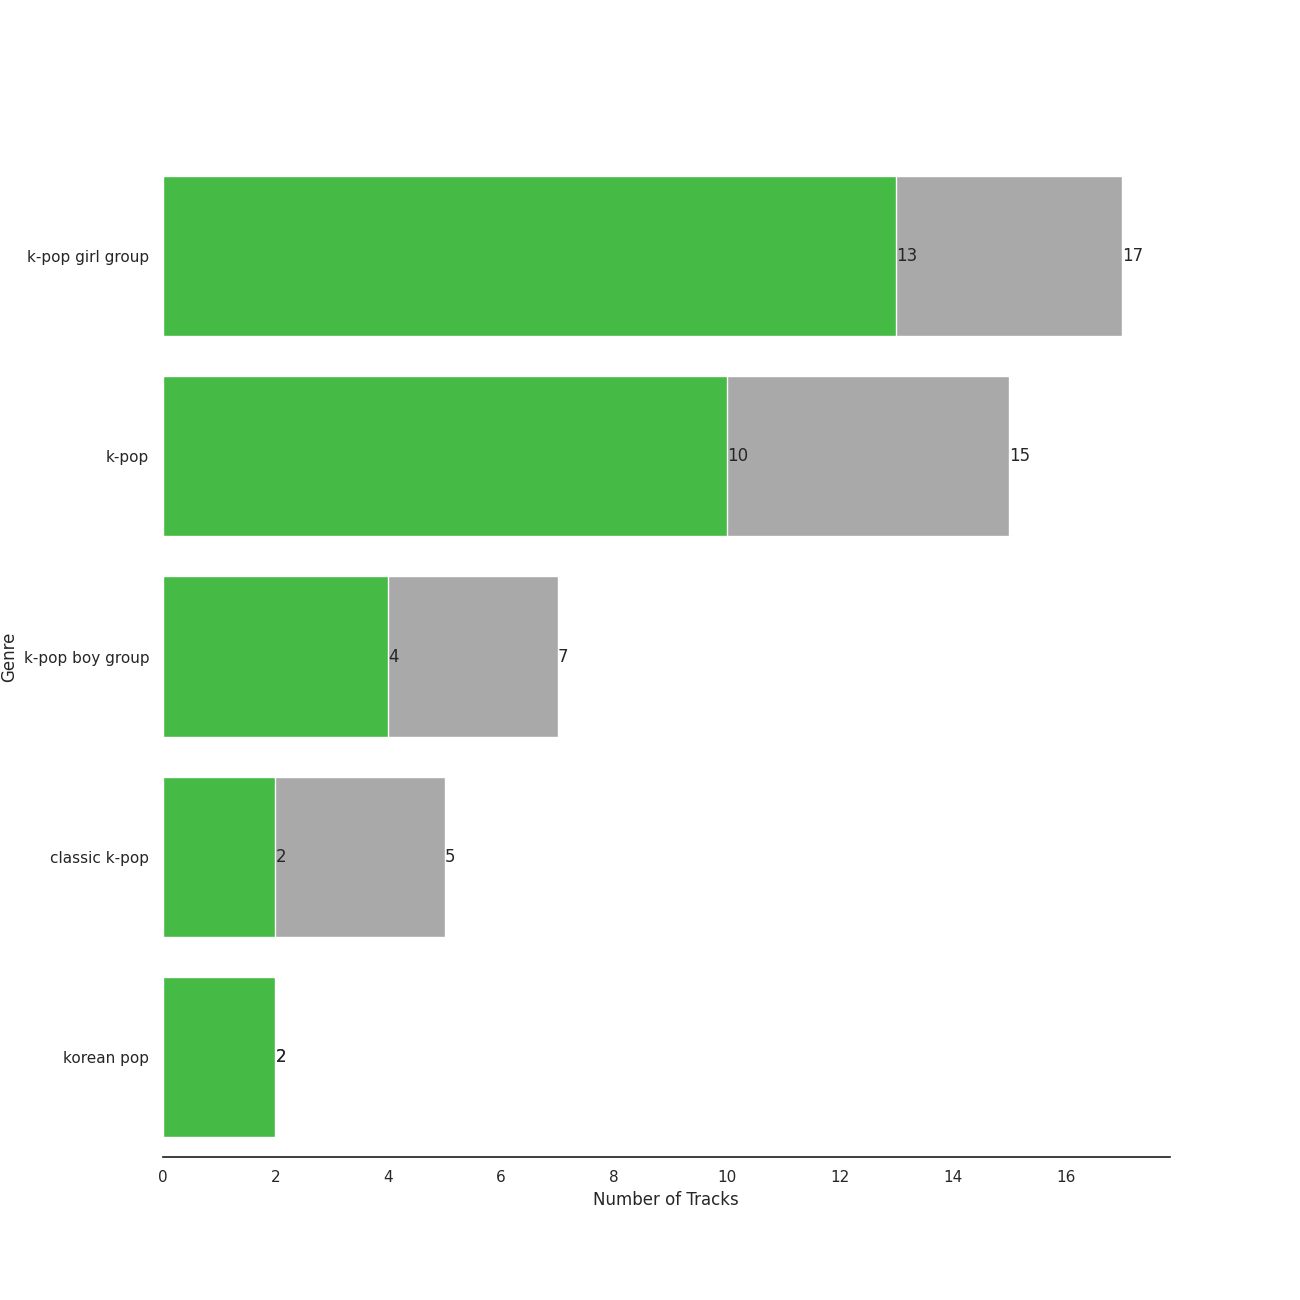 k-pop girl group
13
17
k-pop
10
15
Genre
k-pop boy group
4
7
classic k-pop
2
5
korean pop
2
0 2 4 6 8 10 12 14 16
Number of Tracks